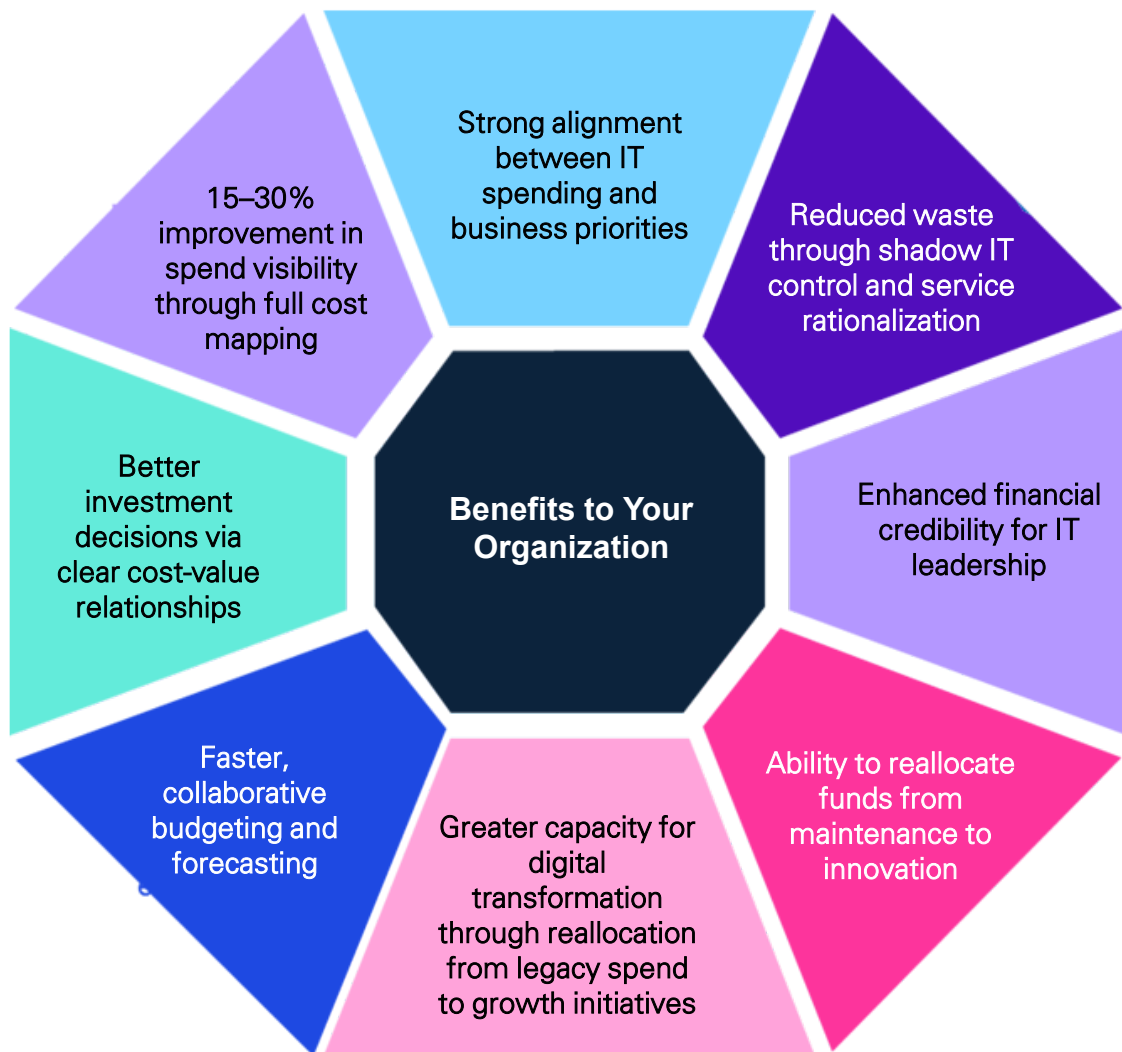 Strong alignment
between IT
spending and
business priorities
Reduced waste
through shadow IT
control and service
rationalization
Enhanced financial
credibility for IT
leadership
Ability to reallocate
funds from
maintenance to
innovation
Greater capacity for
digital
transformation
through reallocation
from legacy spend
to growth initiatives
Faster,
collaborative
budgeting and
forecasting
Better
investment
decisions via
clear cost-value
relationships
15–30%
improvement in
spend visibility
through full cost
mapping
Benefits to Your
Organization